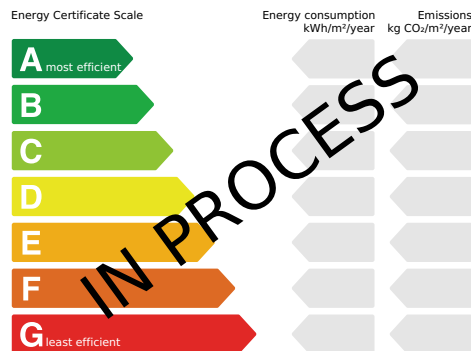 Energy Certificate Scale
Energy consumption
kWh/m²/year
Emissions
kg CO₂/m²/year
A most efficient
B
C
D
E
F
G least efficient
IN PROCESS